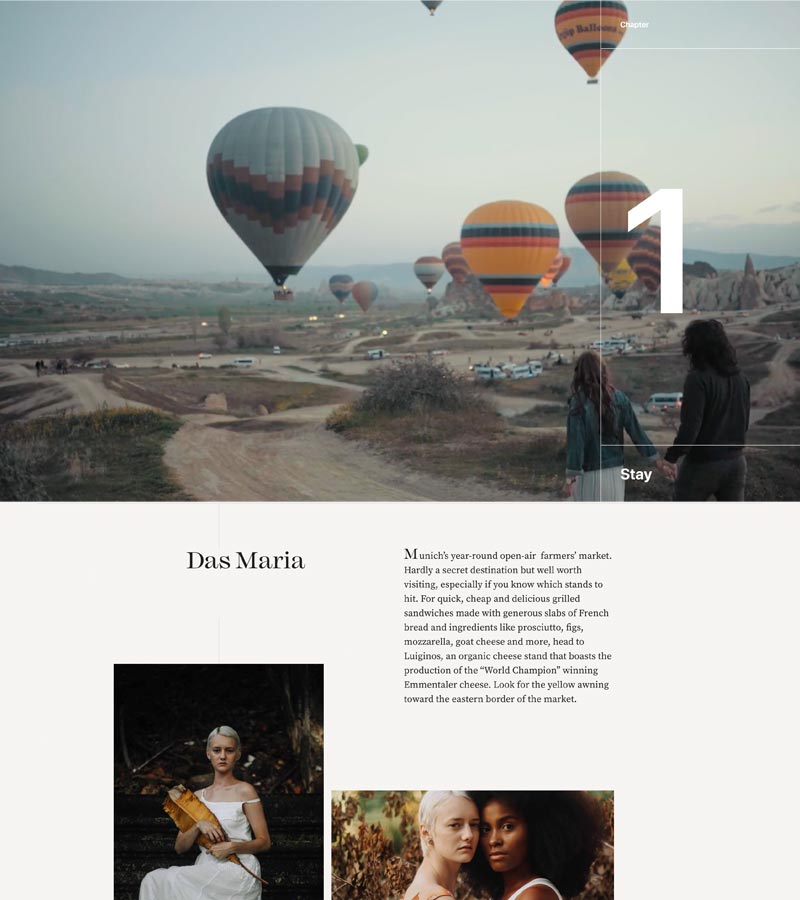 Chapter
1
Stay
Das Maria
Munich’s year-round open-air farmers’ market.
Hardly a secret destination but well worth
visiting, especially if you know which stands to
hit. For quick, cheap and delicious grilled
sandwiches made with generous slabs of French
bread and ingredients like prosciutto, figs,
mozzarella, goat cheese and more, head to
Luiginos, an organic cheese stand that boasts the
production of the “World Champion” winning
Emmentaler cheese. Look for the yellow awning
toward the eastern border of the market.